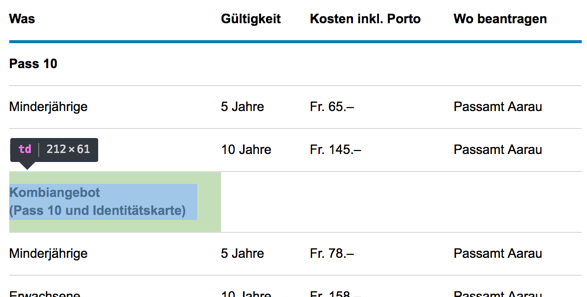 Was Gültigkeit Kosten inkl. Porto Wo beantragen
Pass 10
Minderjährige 5 Jahre Fr. 65.– Passamt Aarau
td 212×61 10 Jahre Fr. 145.– Passamt Aarau
Kombiangebot
(Pass 10 und Identitätskarte)
Minderjährige 5 Jahre Fr. 78.– Passamt Aarau
Erwachsene 10 Jahre Fr. 158.– Passamt Aarau